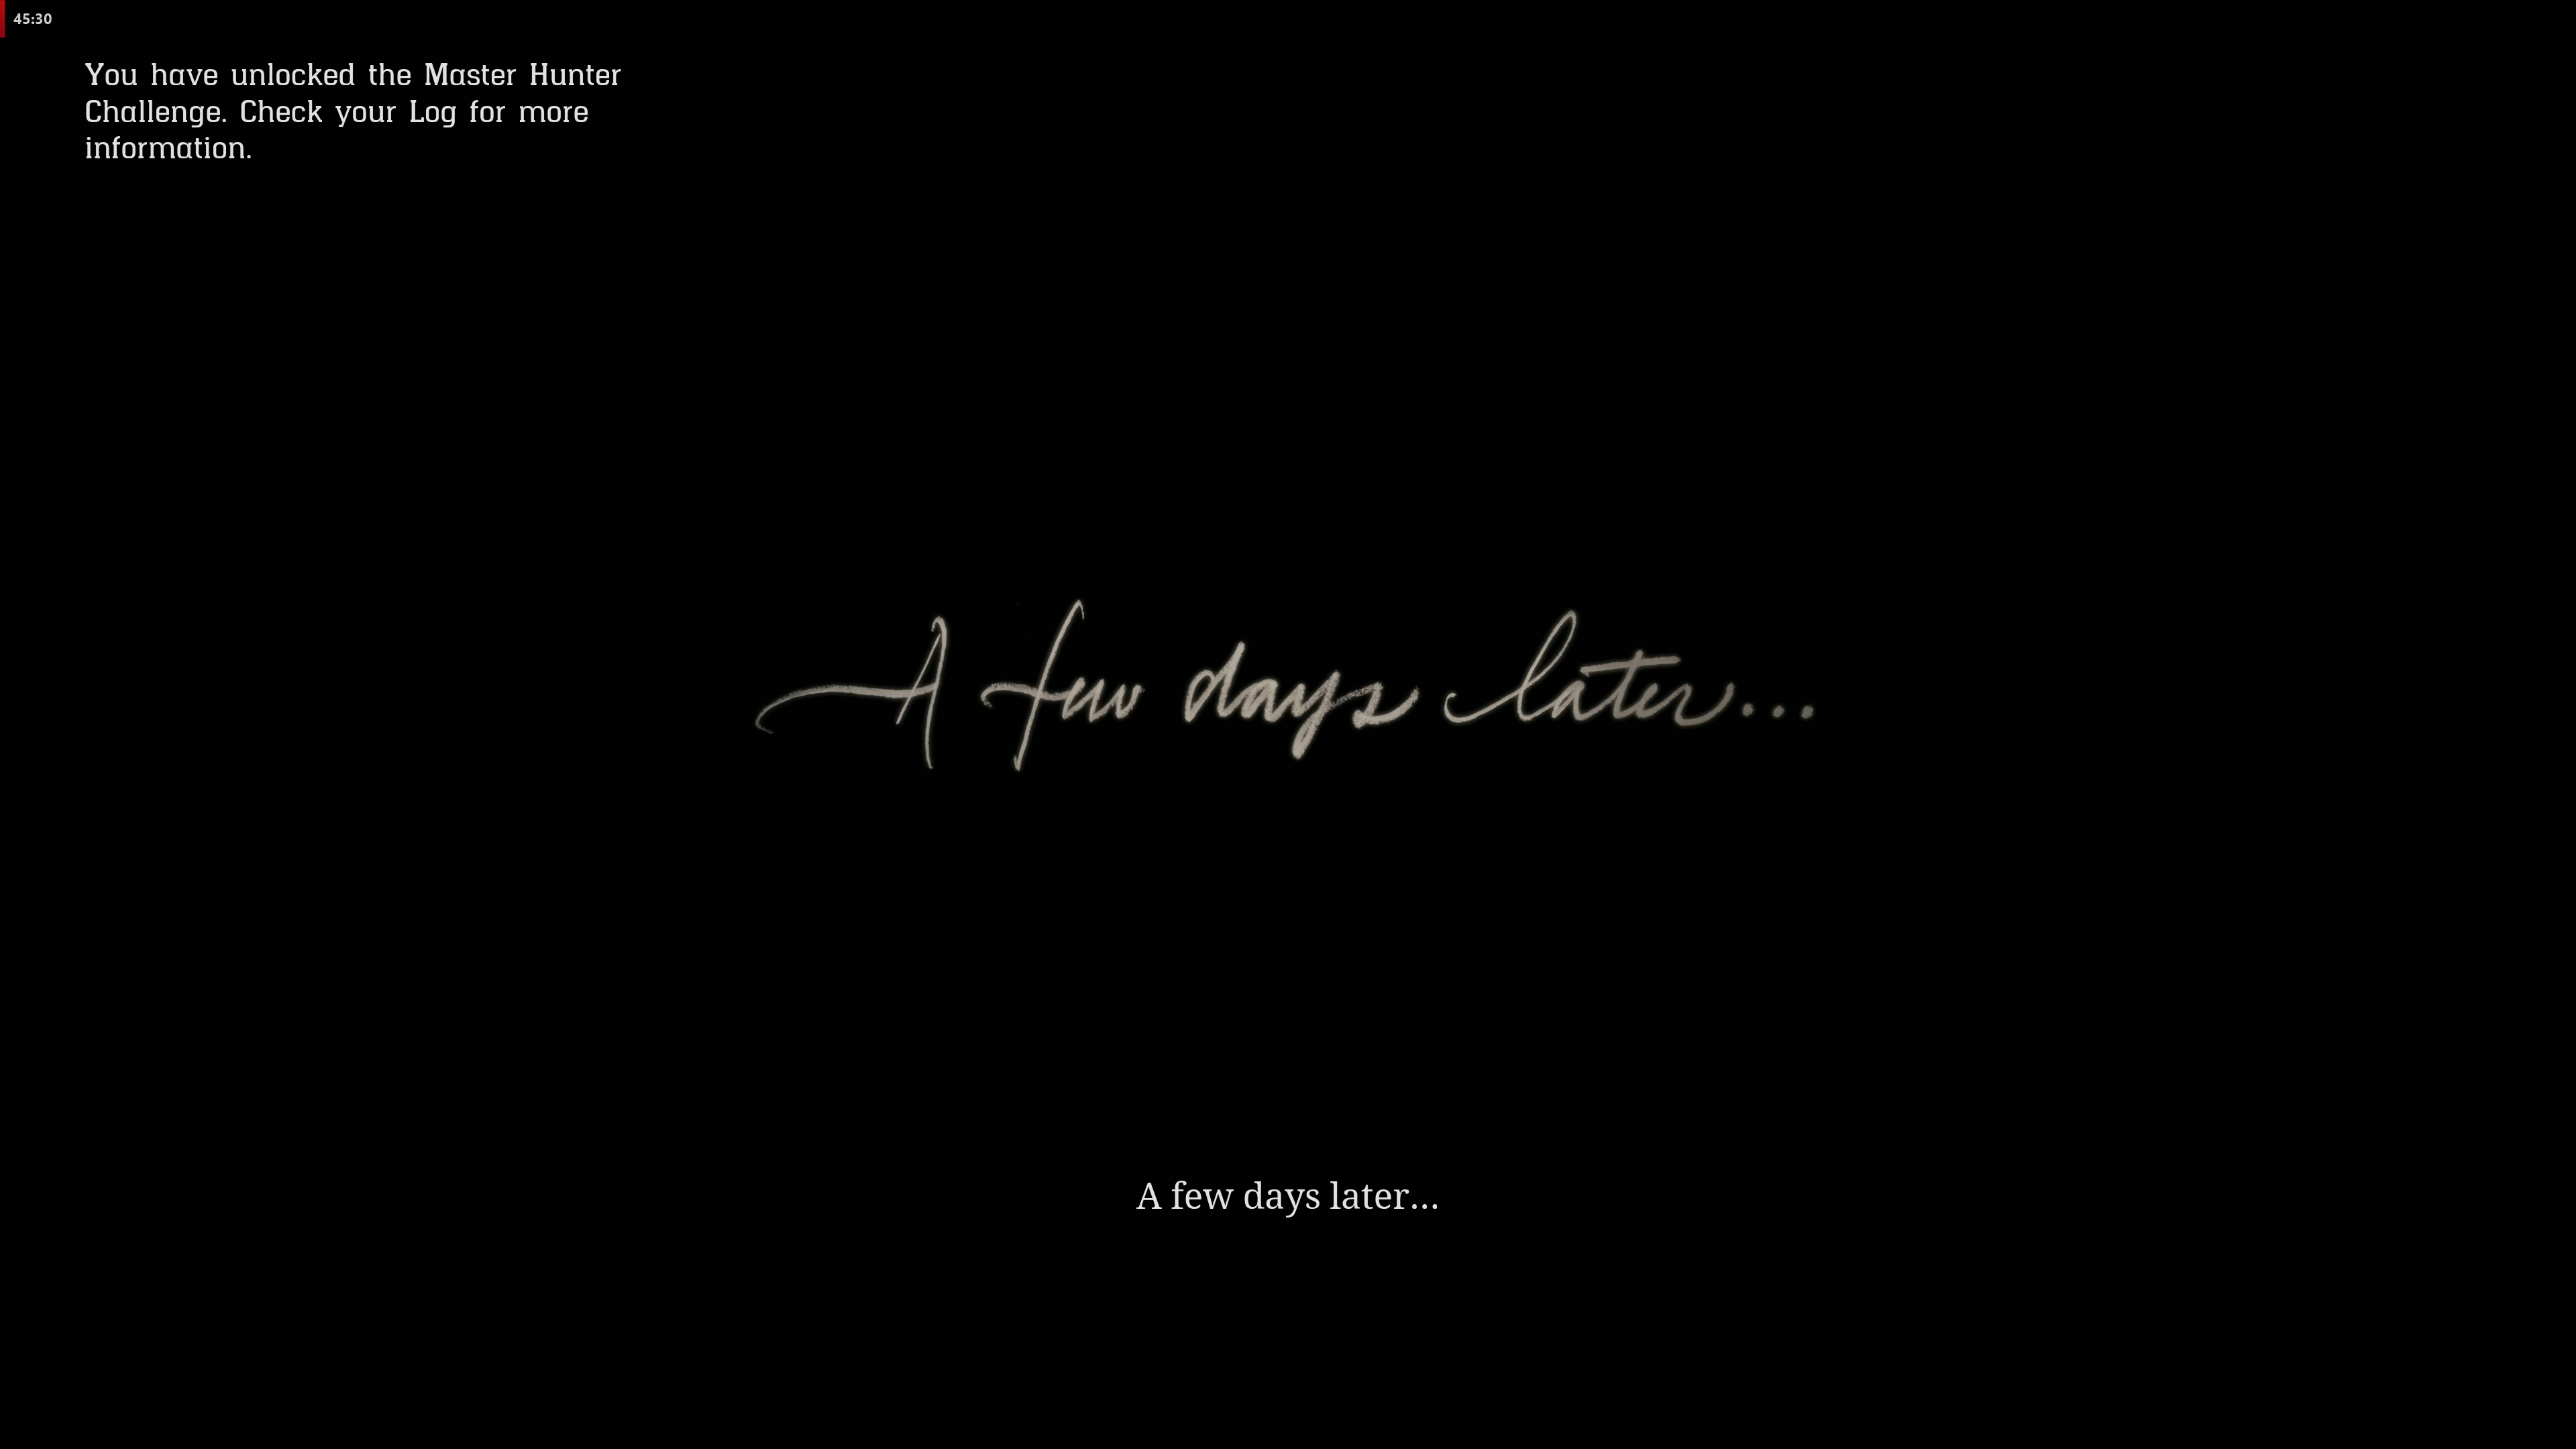 45:30
You have unlocked the Master Hunter
Challenge. Check your Log for more
information.
A few days later...
A few days later...